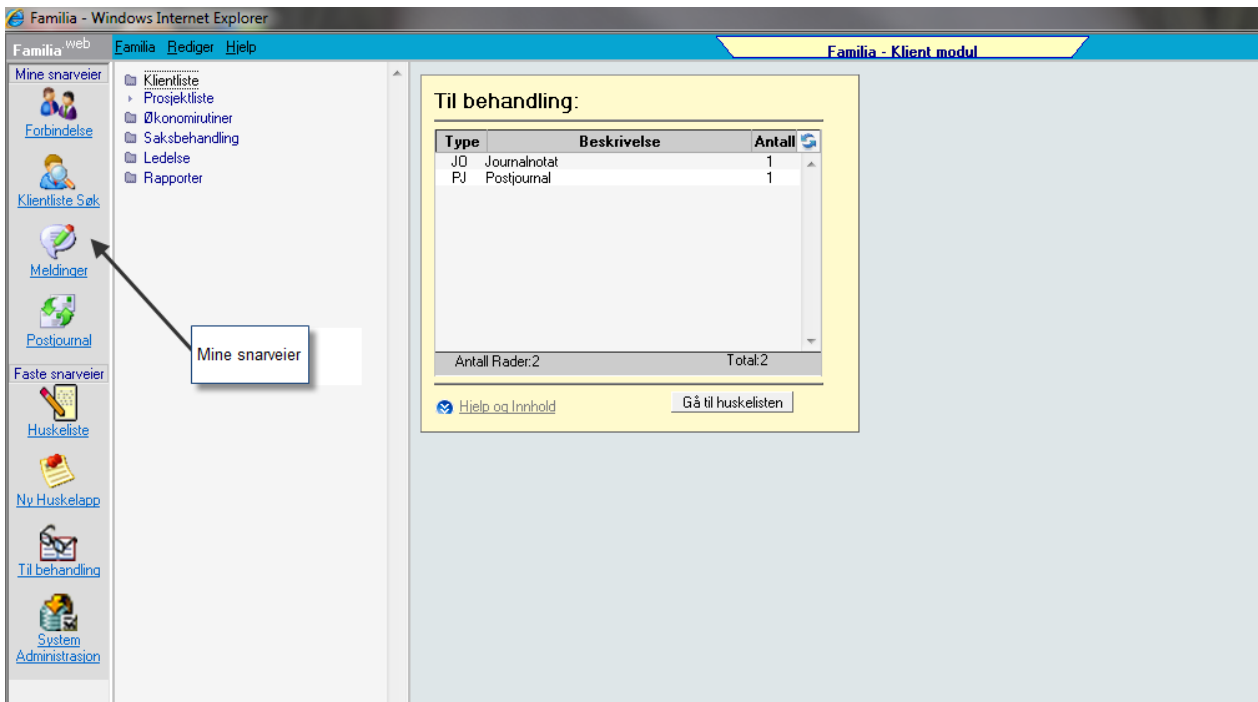 Familia - Windows Internet Explorer
Familia.web Familia Rediger Hjelp Familia - Klient modul
Mine snarveier
Forbindelse
Klientliste Søk
Meldinger
Postjournal
Faste snarveier
Huskeliste
Ny Huskelapp
Til behandling
System
Administrasjon
Klientliste
Prosjektliste
Økonomirutiner
Saksbehandling
Ledelse
Rapporter
Mine snarveier
Til behandling:
Type Beskrivelse Antall
JO Journalnotat 1
PJ Postjournal 1
Antall Rader:2 Total:2
Hjelp og Innhold Gå til huskelisten